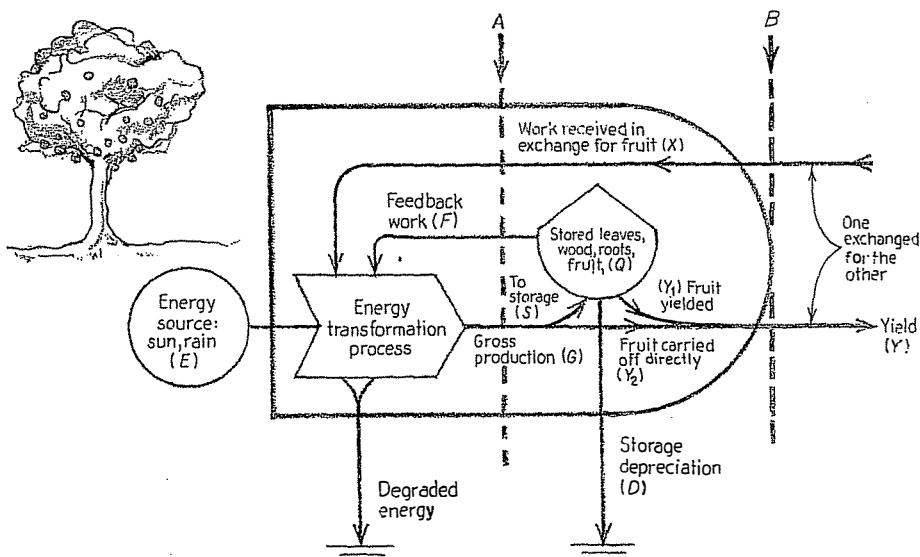 A
B
Work received in
exchange for fruit (X)
Feedback
work (F)
Stored leaves,
wood, roots,
fruit, (Q)
One
exchanged
for the
other
Energy
source:
sun, rain
(E)
Energy
transformation
process
To
storage
(S)
(Y₁) Fruit
yielded
Gross
production (G)
Fruit carried
off directly
(Y₂)
Yield
(Y)
Degraded
energy
Storage
depreciation
(D)